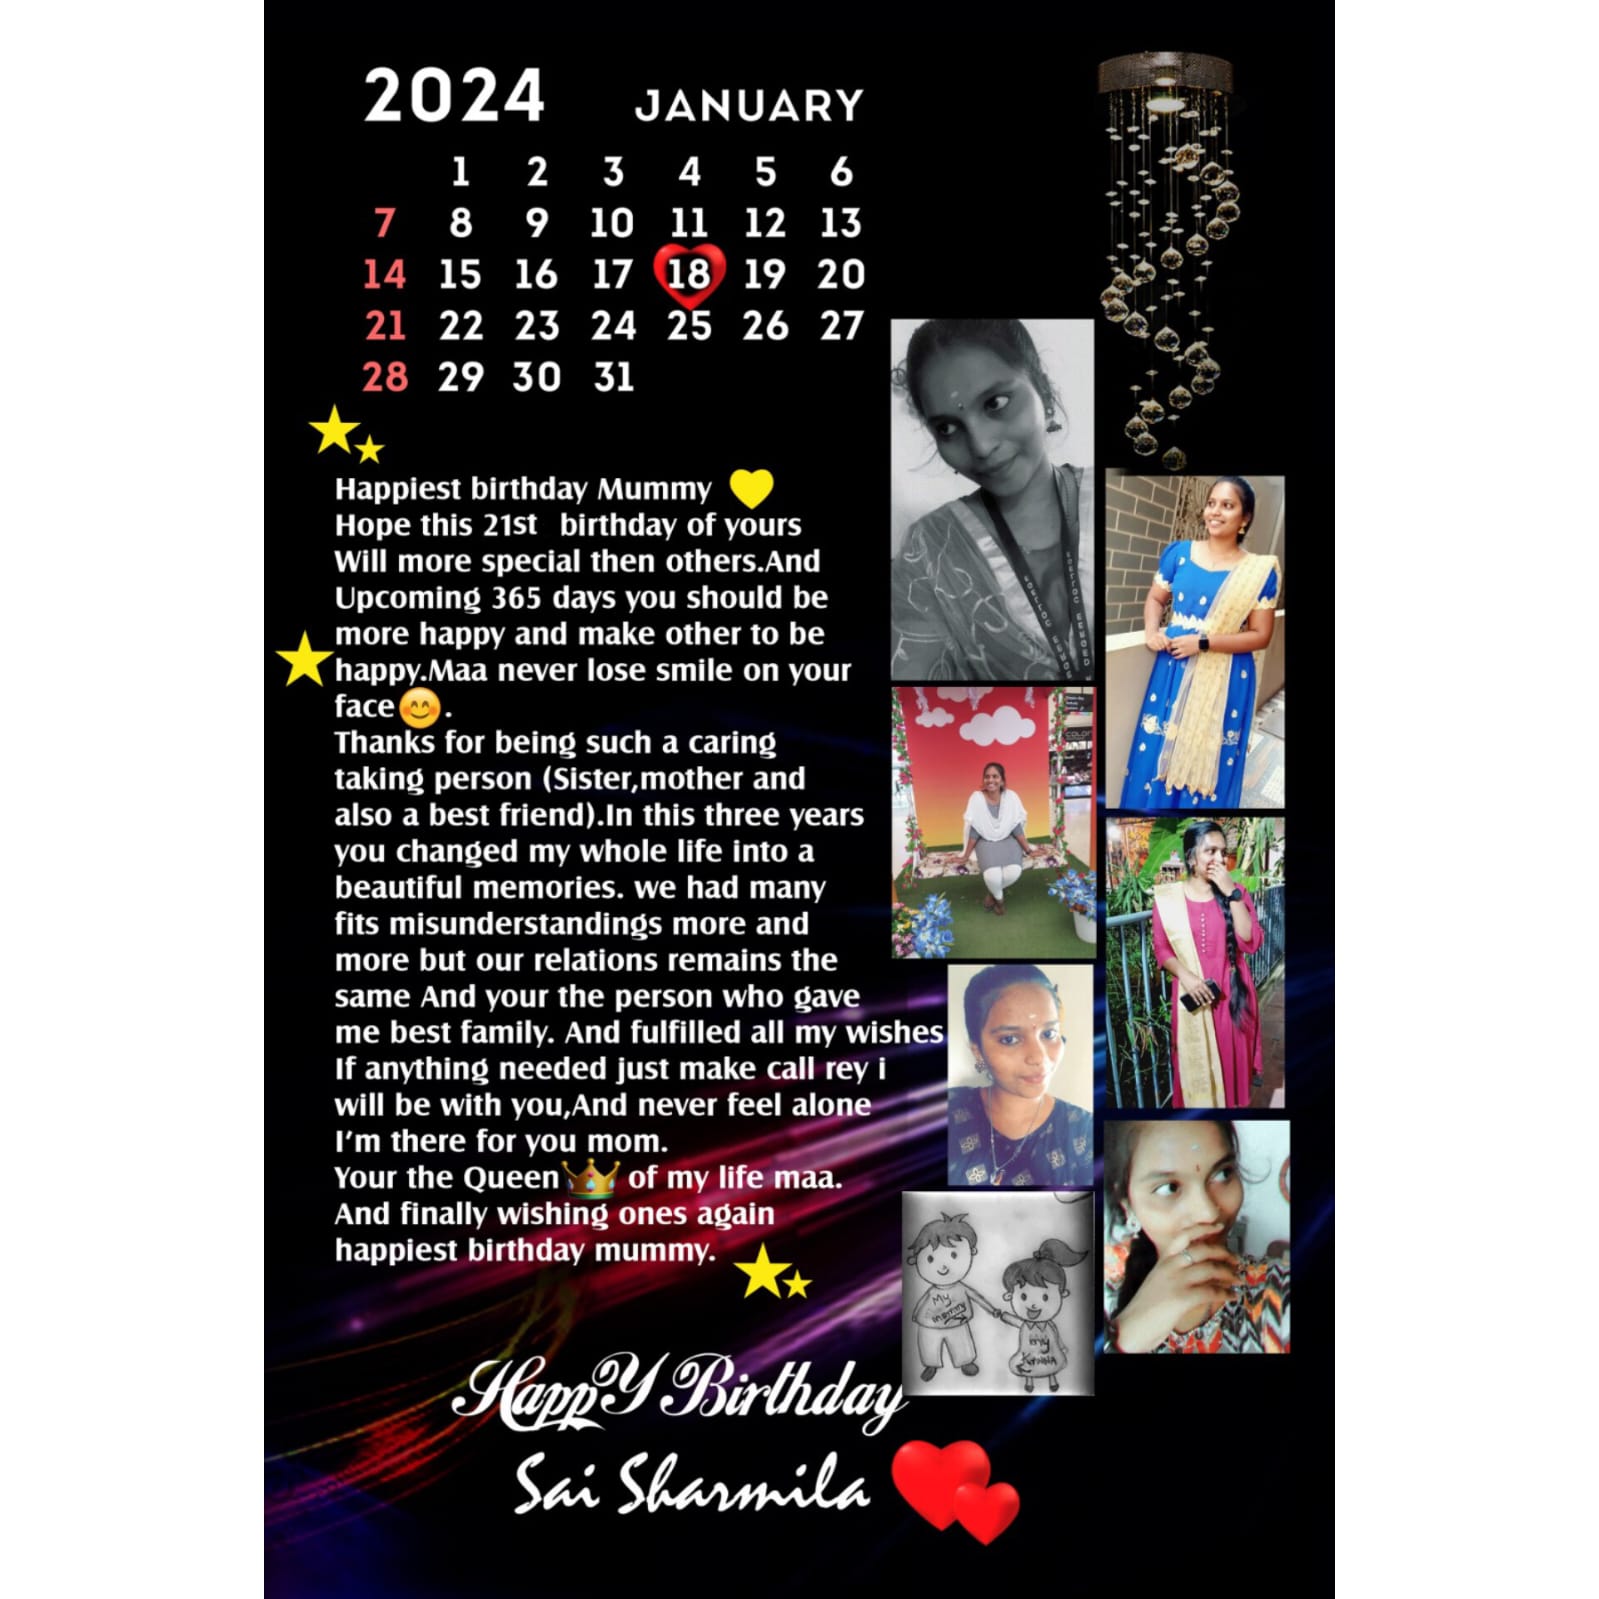 2024 JANUARY
1 2 3 4 5 6
7 8 9 10 11 12 13
14 15 16 17 18 19 20
21 22 23 24 25 26 27
28 29 30 31
Happiest birthday Mummy
Hope this 21st birthday of yours
Will more special then others.And
Upcoming 365 days you should be
more happy and make other to be
happy.Maa never lose smile on your
face .
Thanks for being such a caring
taking person (Sister,mother and
also a best friend).In this three years
you changed my whole life into a
beautiful memories. we had many
fits misunderstandings more and
more but our relations remains the
same And your the person who gave
me best family. And fulfilled all my wishes
If anything needed just make call rey i
will be with you,And never feel alone
I'm there for you mom.
Your the Queen of my life maa.
And finally wishing ones again
happiest birthday mummy.
My
mommy
my
Kanna
HappY Birthday
Sai Sharmila